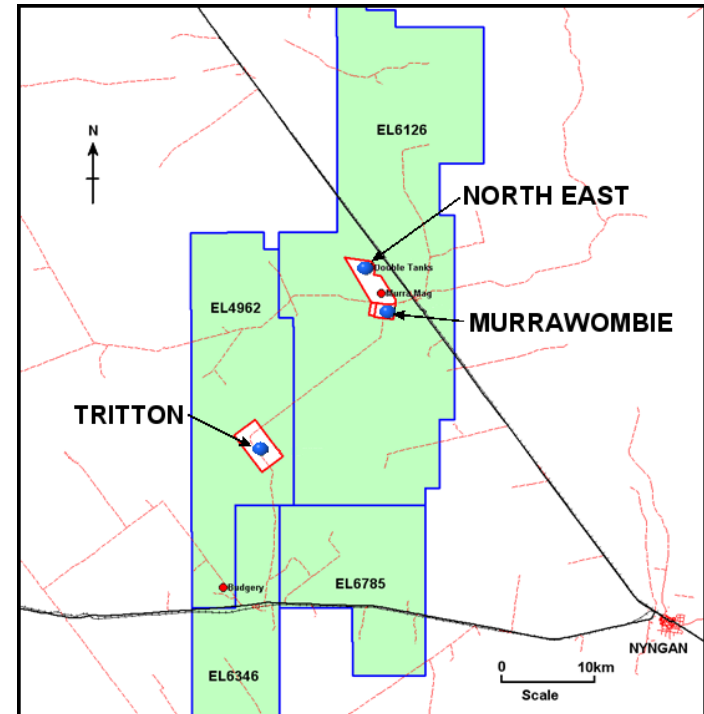 EL6126
N
NORTH EAST
Double Tanks
Murra Mag
EL4962
MURRAWOMBIE
TRITTON
Budgery
EL6785
NYNGAN
EL6346
0 10km
Scale